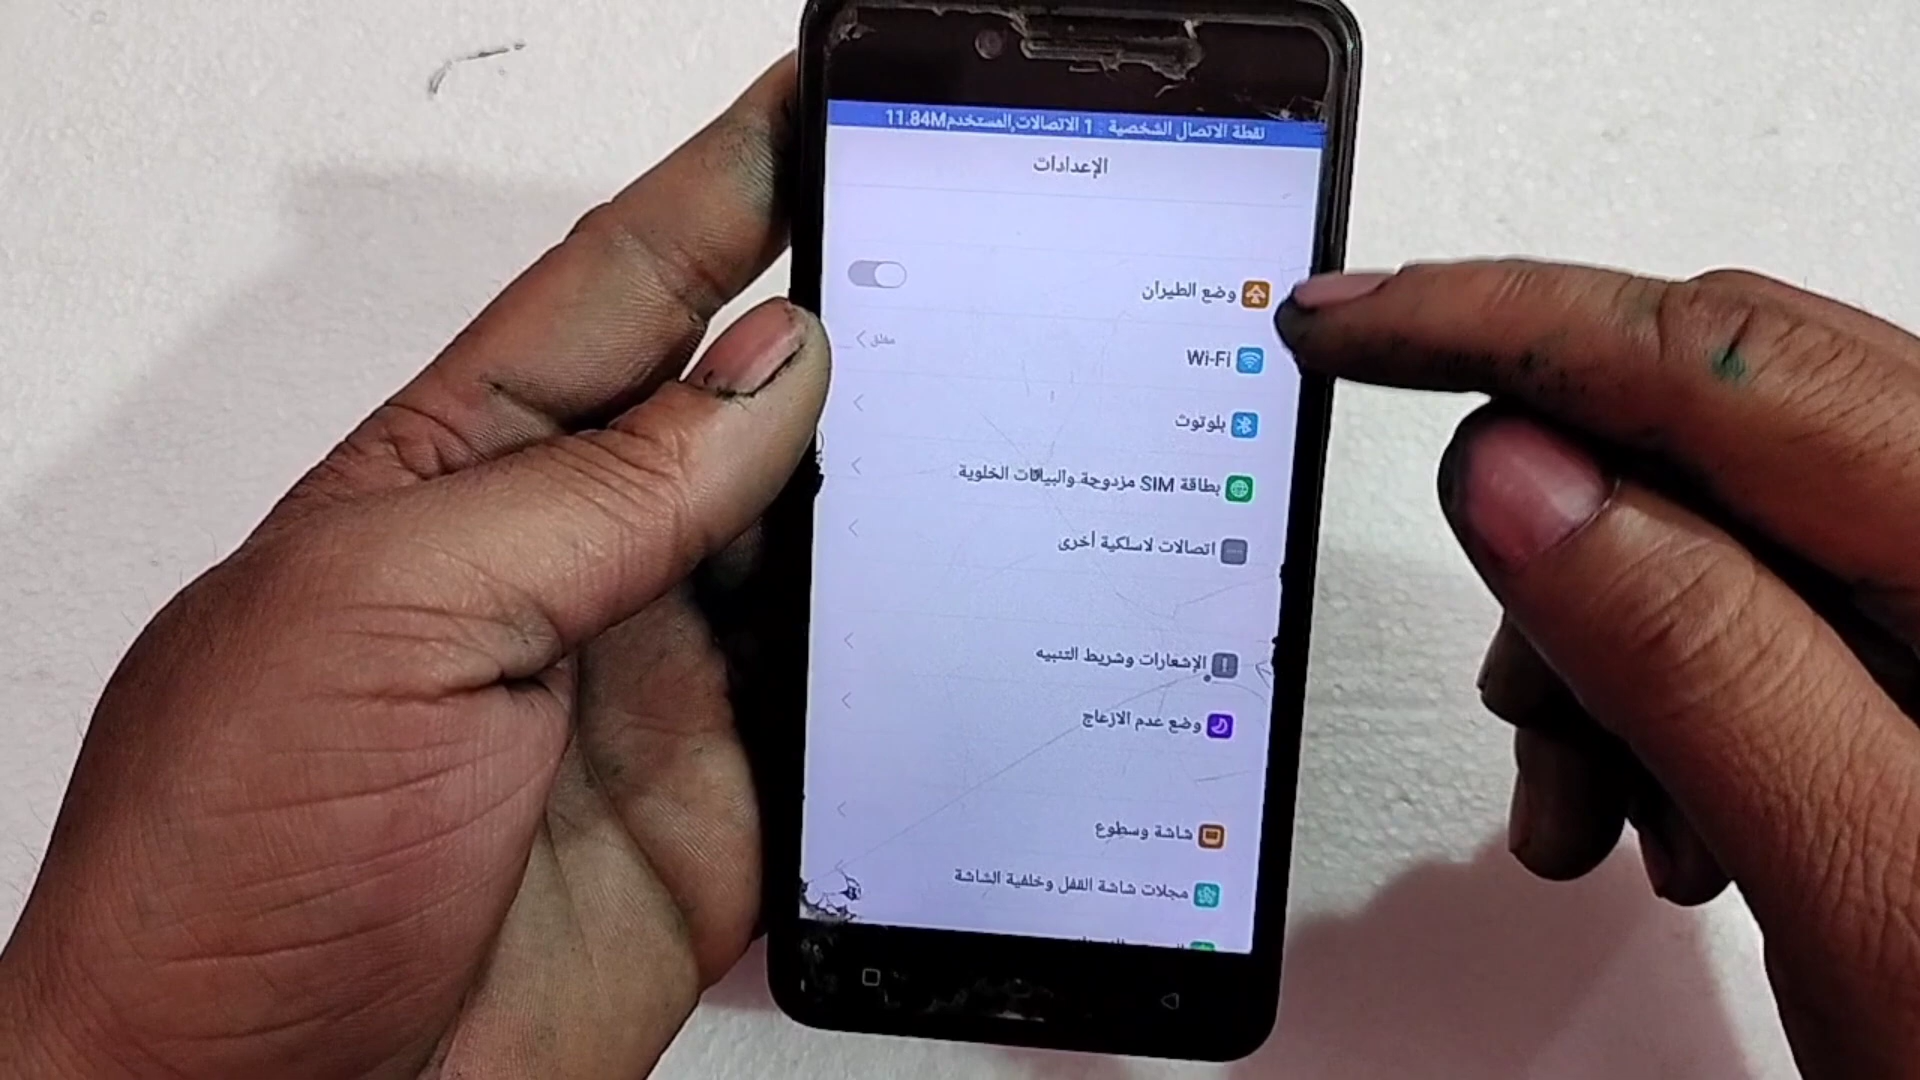 نقطة الاتصال الشخصية : 1 الاتصالات,المستخدم11.84M
الإعدادات
وضع الطيران
Wi-Fi
مغلق
بلوتوث
بطاقة SIM مزدوجة والبيانات الخلوية
اتصالات لاسلكية أخرى
الإشعارات وشريط التنبيه
وضع عدم الازعاج
شاشة وسطوع
مجلات شاشة القفل وخلفية الشاشة